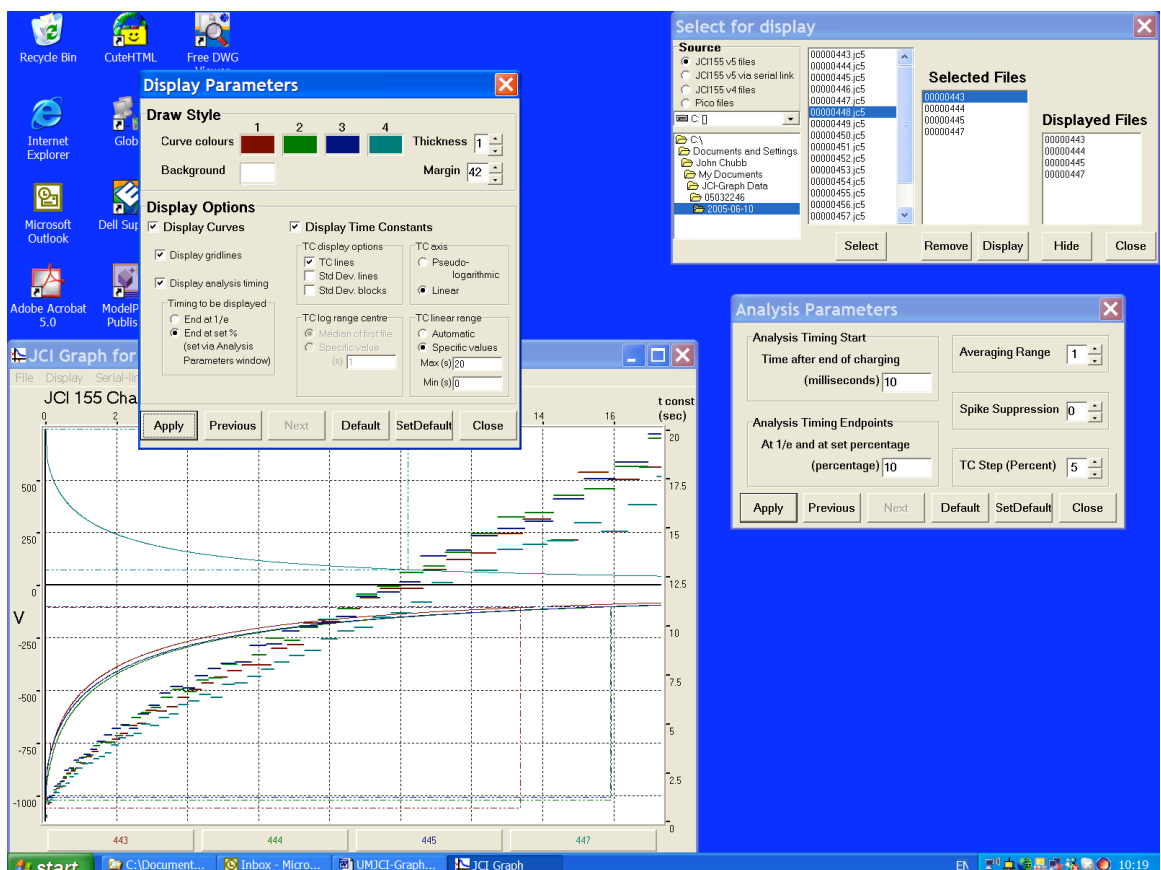 Recycle Bin
CuteHTML
Free DWG
Internet
Explorer
Glob
Microsoft
Outlook
Dell Sup
Adobe Acrobat
5.0
ModelP
Publis
Display Parameters
Draw Style
1 2 3 4
Curve colours
Thickness 1
Background
Margin 42
Display Options
Display Curves
Display Time Constants
Display gridlines
Display analysis timing
Timing to be displayed
End at 1/e
End at set %
(set via Analysis
Parameters window)
TC display options
TC lines
Std Dev. lines
Std Dev. blocks
TC axis
Pseudo-
logarithmic
Linear
TC log range centre
Median of first file
Specific value
(s) 1
TC linear range
Automatic
Specific values
Max (s) 20
Min (s) 0
Apply Previous Next Default SetDefault Close
Select for display
Source
JCI155 v5 files
JCI155 v5 via serial link
JCI155 v4 files
Pico files
C: []
C:\
Documents and Settings
John Chubb
My Documents
JCI-Graph Data
05032246
2005-06-10
00000443.jc5
00000444.jc5
00000445.jc5
00000446.jc5
00000447.jc5
00000448.jc5
00000449.jc5
00000450.jc5
00000451.jc5
00000452.jc5
00000453.jc5
00000454.jc5
00000455.jc5
00000456.jc5
00000457.jc5
Selected Files
00000443
00000444
00000445
00000447
Displayed Files
00000443
00000444
00000445
00000447
Select Remove Display Hide Close
Analysis Parameters
Analysis Timing Start
Time after end of charging
(milliseconds) 10
Analysis Timing Endpoints
At 1/e and at set percentage
(percentage) 10
Averaging Range 1
Spike Suppression 0
TC Step (Percent) 5
Apply Previous Next Default SetDefault Close
JCI Graph for
File Display Serial-lin
JCI 155 Cha
t const
(sec)
0 2 14 16
500
250
0
V
-250
-500
-750
-1000
20
17.5
15
12.5
10
7.5
5
2.5
0
443 444 445 447
start C:\Document... Inbox - Micro... UMJCI-Graph... JCI Graph EN 10:19